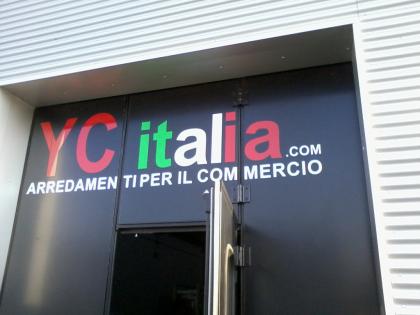 YC italia.COM
ARREDAMENTI PER IL COMMERCIO